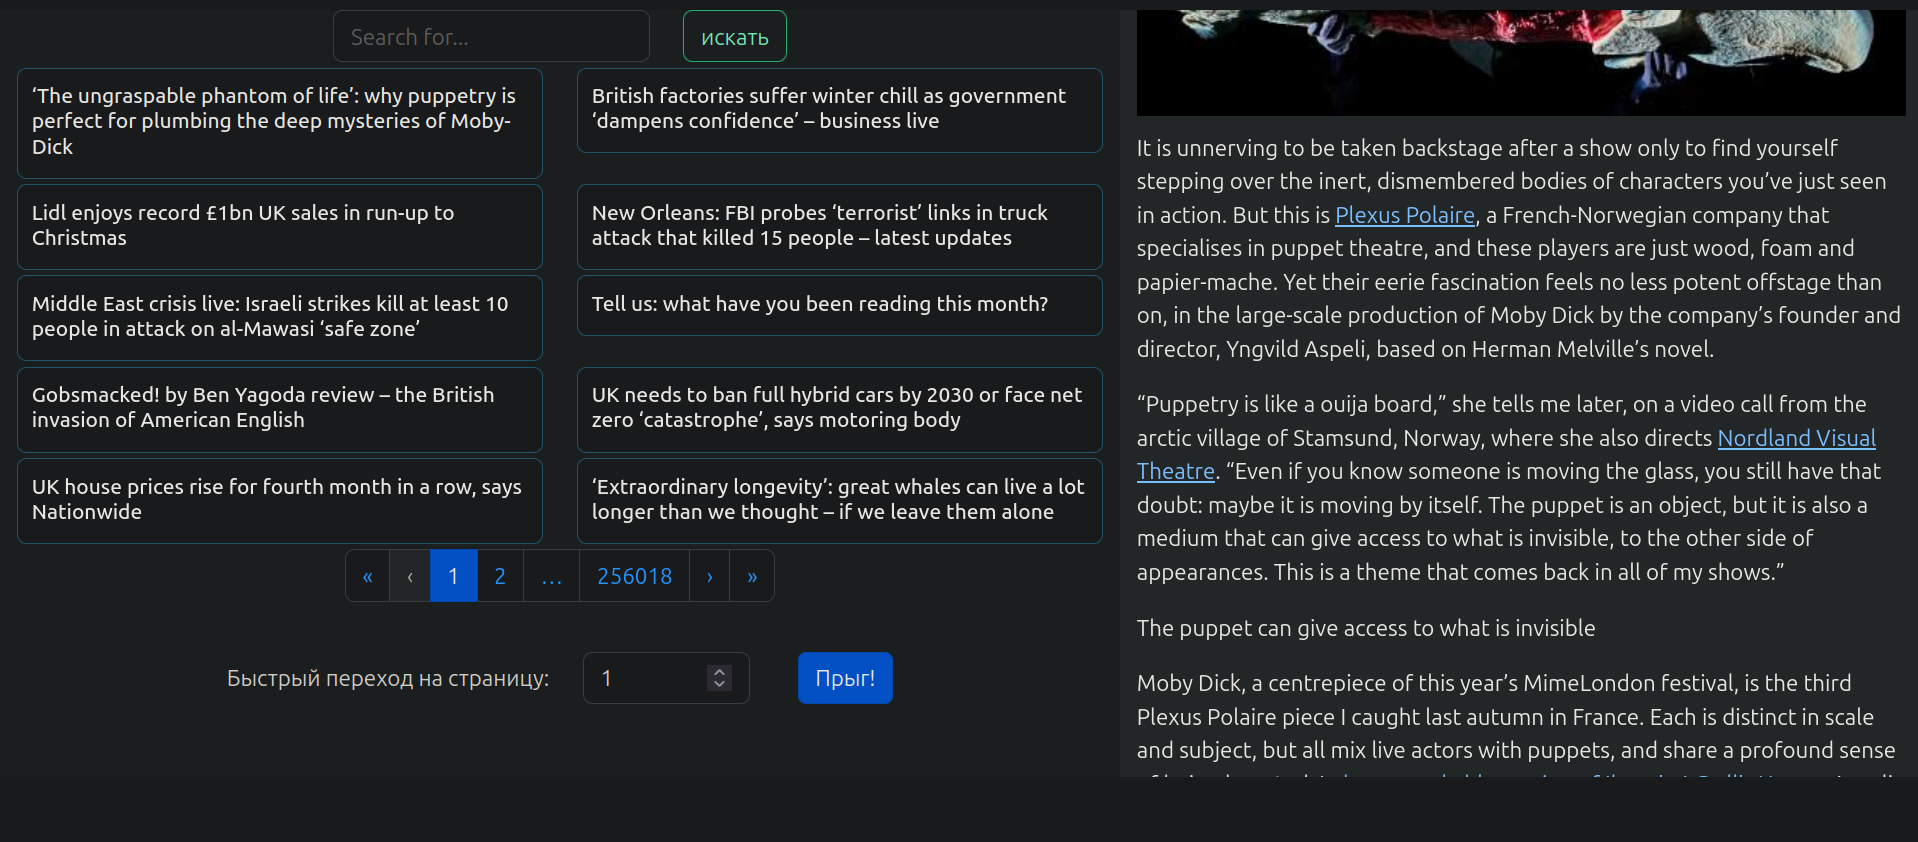 Search for...
искать
‘The ungraspable phantom of life’: why puppetry is
perfect for plumbing the deep mysteries of Moby-
Dick
British factories suffer winter chill as government
‘dampens confidence’ – business live
Lidl enjoys record £1bn UK sales in run-up to
Christmas
New Orleans: FBI probes ‘terrorist’ links in truck
attack that killed 15 people – latest updates
Middle East crisis live: Israeli strikes kill at least 10
people in attack on al-Mawasi ‘safe zone’
Tell us: what have you been reading this month?
Gobsmacked! by Ben Yagoda review – the British
invasion of American English
UK needs to ban full hybrid cars by 2030 or face net
zero ‘catastrophe’, says motoring body
UK house prices rise for fourth month in a row, says
Nationwide
‘Extraordinary longevity’: great whales can live a lot
longer than we thought – if we leave them alone
« ‹ 1 2 ... 256018 › »
Быстрый переход на страницу: 1 Прыг!
It is unnerving to be taken backstage after a show only to find yourself
stepping over the inert, dismembered bodies of characters you’ve just seen
in action. But this is Plexus Polaire, a French-Norwegian company that
specialises in puppet theatre, and these players are just wood, foam and
papier-mache. Yet their eerie fascination feels no less potent offstage than
on, in the large-scale production of Moby Dick by the company’s founder and
director, Yngvild Aspeli, based on Herman Melville’s novel.
“Puppetry is like a ouija board,” she tells me later, on a video call from the
arctic village of Stamsund, Norway, where she also directs Nordland Visual
Theatre. “Even if you know someone is moving the glass, you still have that
doubt: maybe it is moving by itself. The puppet is an object, but it is also a
medium that can give access to what is invisible, to the other side of
appearances. This is a theme that comes back in all of my shows.”
The puppet can give access to what is invisible
Moby Dick, a centrepiece of this year’s MimeLondon festival, is the third
Plexus Polaire piece I caught last autumn in France. Each is distinct in scale
and subject, but all mix live actors with puppets, and share a profound sense